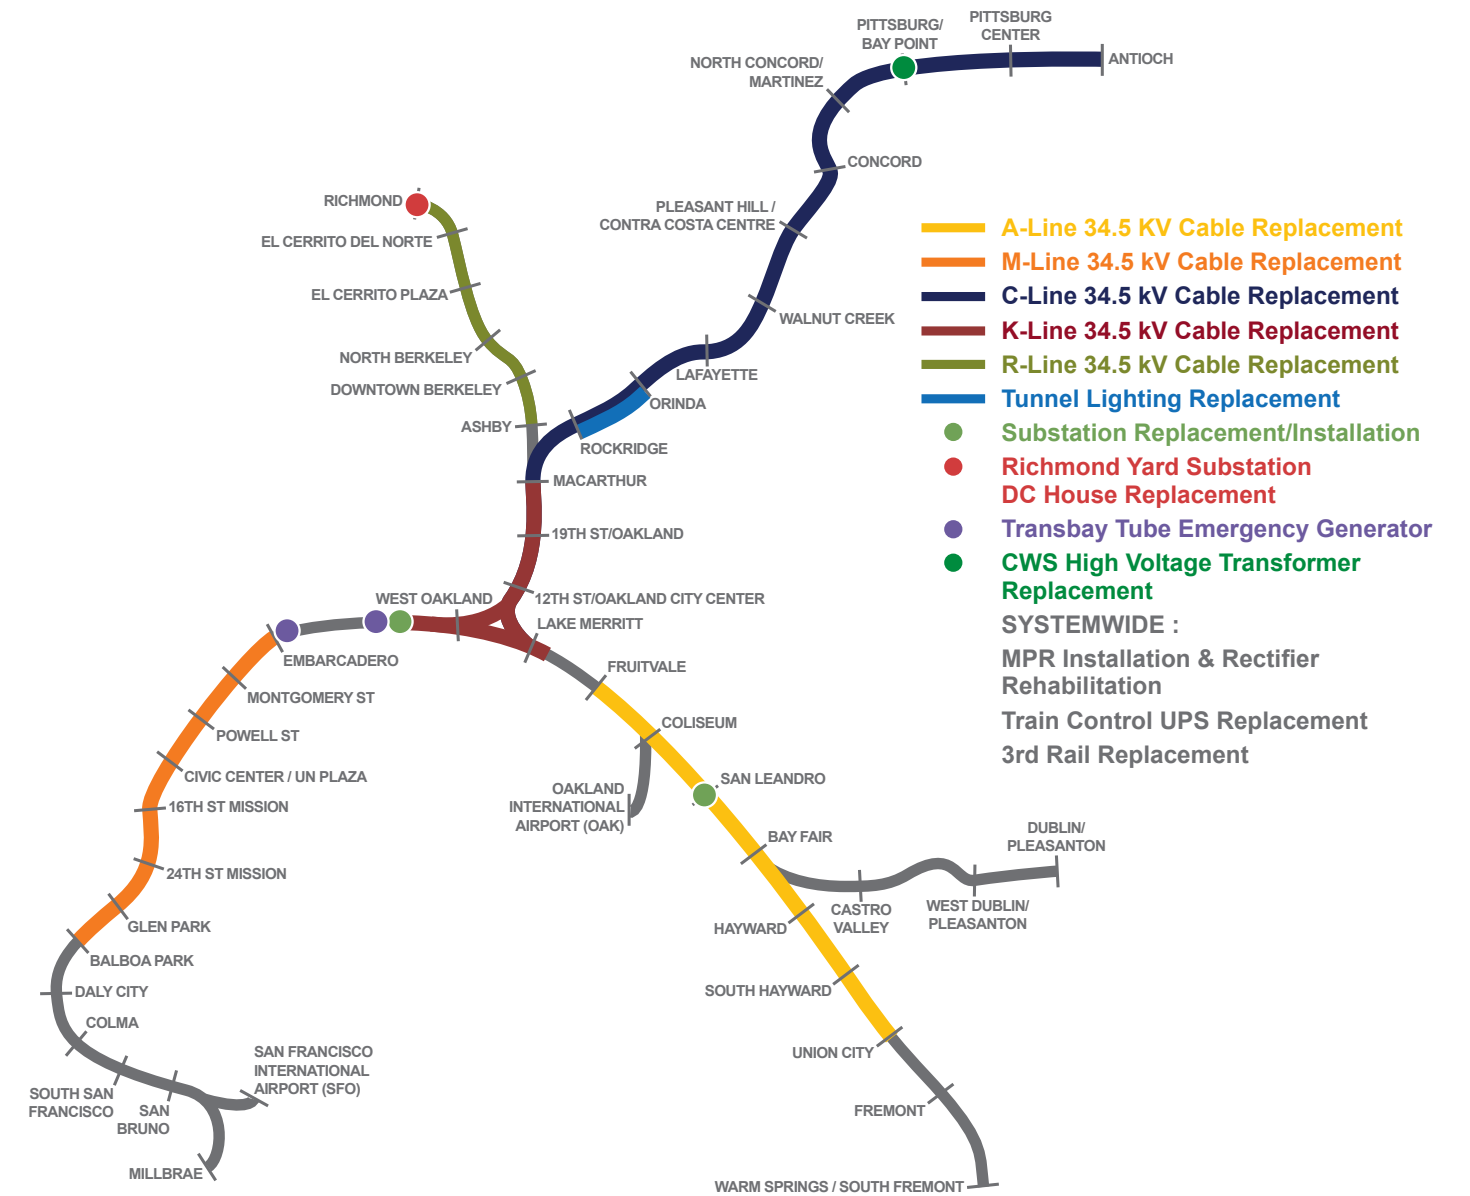 PITTSBURG/
BAY POINT
PITTSBURG
CENTER
ANTIOCH
NORTH CONCORD/
MARTINEZ
CONCORD
PLEASANT HILL /
CONTRA COSTA CENTRE
WALNUT CREEK
LAFAYETTE
ORINDA
ROCKRIDGE
RICHMOND
EL CERRITO DEL NORTE
EL CERRITO PLAZA
NORTH BERKELEY
DOWNTOWN BERKELEY
ASHBY
MACARTHUR
19TH ST/OAKLAND
12TH ST/OAKLAND CITY CENTER
WEST OAKLAND
LAKE MERRITT
EMBARCADERO
MONTGOMERY ST
POWELL ST
CIVIC CENTER / UN PLAZA
16TH ST MISSION
24TH ST MISSION
GLEN PARK
BALBOA PARK
DALY CITY
COLMA
SOUTH SAN
FRANCISCO
SAN
BRUNO
SAN FRANCISCO
INTERNATIONAL
AIRPORT (SFO)
MILLBRAE
FRUITVALE
COLISEUM
OAKLAND
INTERNATIONAL
AIRPORT (OAK)
SAN LEANDRO
BAY FAIR
DUBLIN/
PLEASANTON
CASTRO
VALLEY
WEST DUBLIN/
PLEASANTON
HAYWARD
SOUTH HAYWARD
UNION CITY
FREMONT
WARM SPRINGS / SOUTH FREMONT
A-Line 34.5 KV Cable Replacement
M-Line 34.5 kV Cable Replacement
C-Line 34.5 kV Cable Replacement
K-Line 34.5 kV Cable Replacement
R-Line 34.5 kV Cable Replacement
Tunnel Lighting Replacement
Substation Replacement/Installation
Richmond Yard Substation
DC House Replacement
Transbay Tube Emergency Generator
CWS High Voltage Transformer
Replacement
SYSTEMWIDE :
MPR Installation & Rectifier
Rehabilitation
Train Control UPS Replacement
3rd Rail Replacement